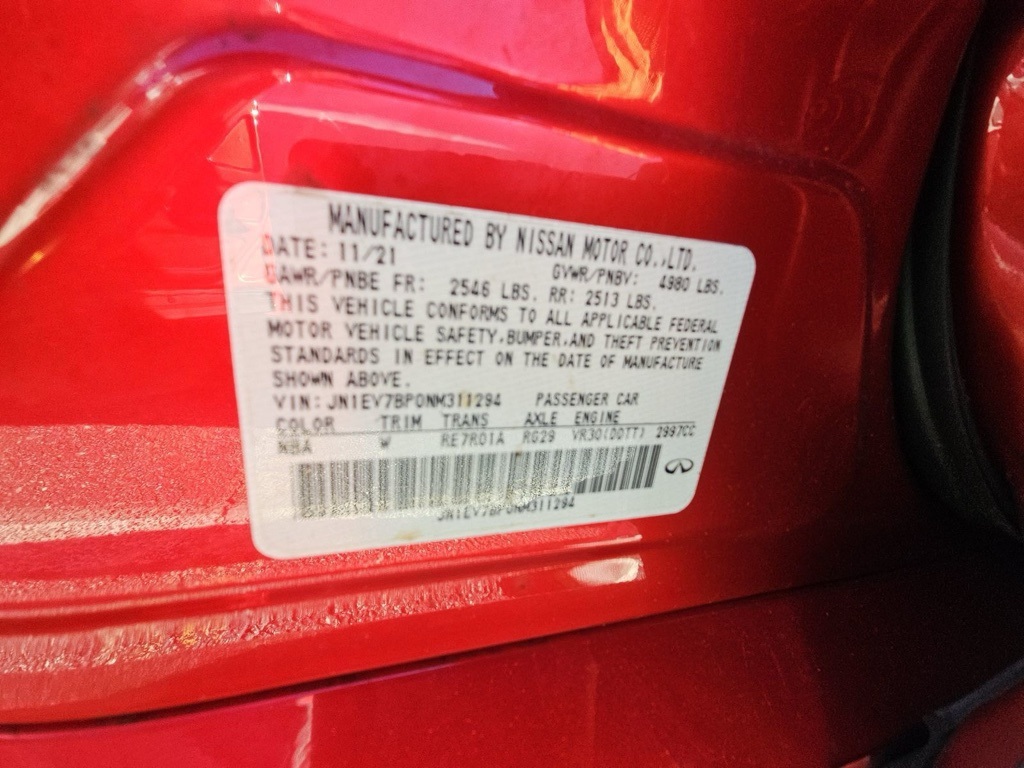 MANUFACTURED BY NISSAN MOTOR CO.,LTD.
DATE: 11/21 GVWR/PNBV: 4980 LBS.
GAWR/PNBE FR: 2546 LBS. RR: 2513 LBS.
THIS VEHICLE CONFORMS TO ALL APPLICABLE FEDERAL
MOTOR VEHICLE SAFETY,BUMPER,AND THEFT PREVENTION
STANDARDS IN EFFECT ON THE DATE OF MANUFACTURE
SHOWN ABOVE.
VIN: JN1EV7BP0NM311294 PASSENGER CAR
COLOR TRIM TRANS AXLE ENGINE
NBA W RE7R01A RG29 VR30(DDTT) 2997CC
JN1EV7BP0NM311294